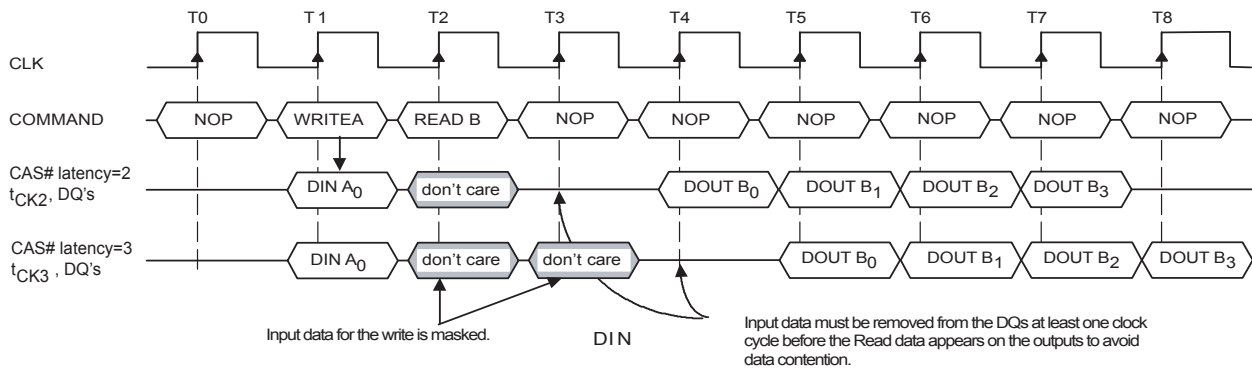 T0 T1 T2 T3 T4 T5 T6 T7 T8
CLK
COMMAND NOP WRITEA READ B NOP NOP NOP NOP NOP NOP
CAS# latency=2
tCK2, DQ's DIN A0 don't care DOUT B0 DOUT B1 DOUT B2 DOUT B3
CAS# latency=3
tCK3 , DQ's DIN A0 don't care don't care DOUT B0 DOUT B1 DOUT B2 DOUT B3
Input data for the write is masked.
DIN
Input data must be removed from the DQs at least one clock
cycle before the Read data appears on the outputs to avoid
data contention.